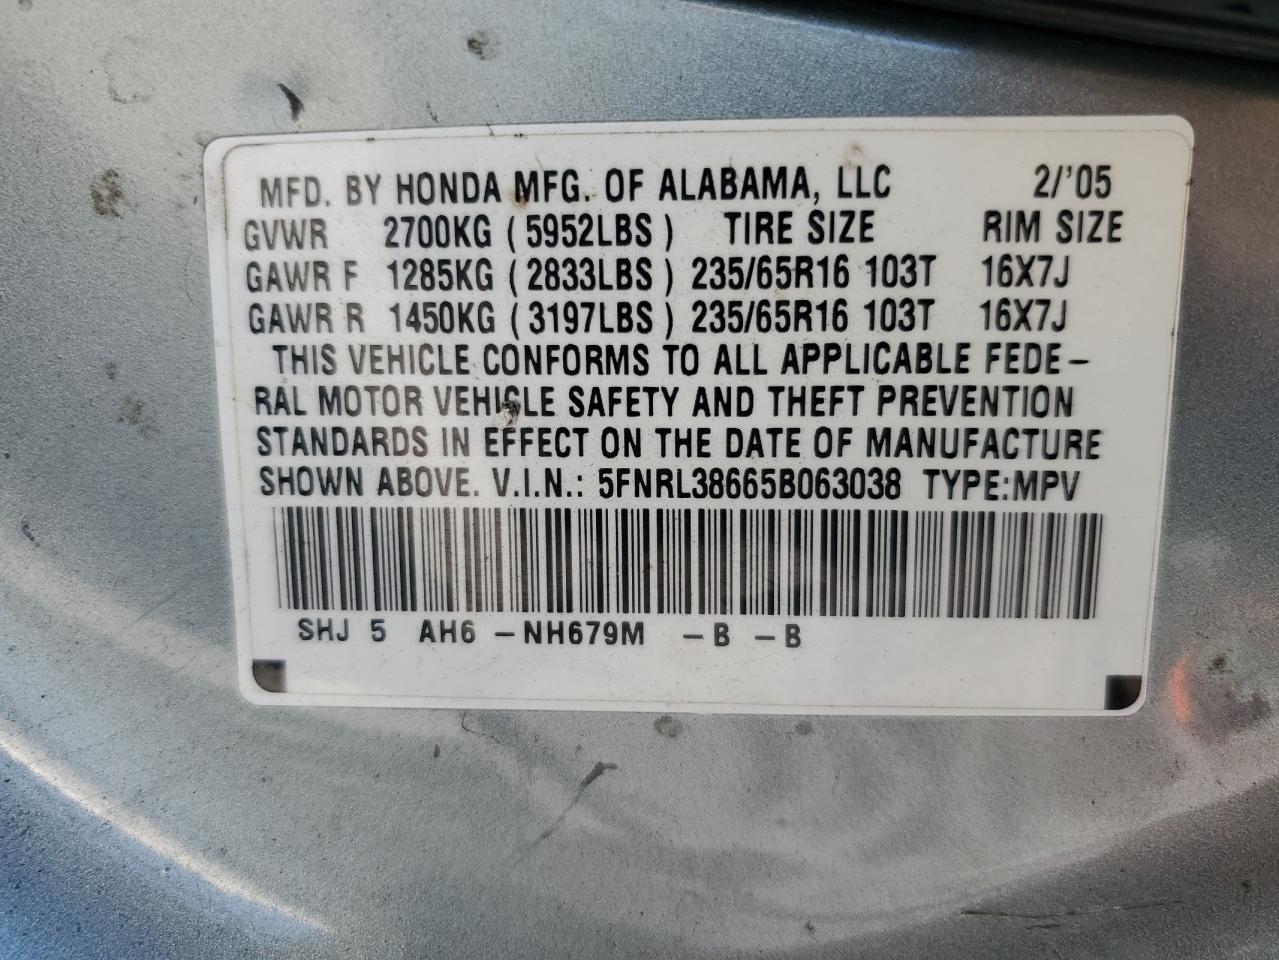 MFD. BY HONDA MFG. OF ALABAMA, LLC 2/'05
GVWR 2700KG (5952LBS) TIRE SIZE RIM SIZE
GAWR F 1285KG (2833LBS) 235/65R16 103T 16X7J
GAWR R 1450KG (3197LBS) 235/65R16 103T 16X7J
THIS VEHICLE CONFORMS TO ALL APPLICABLE FEDE-
RAL MOTOR VEHICLE SAFETY AND THEFT PREVENTION
STANDARDS IN EFFECT ON THE DATE OF MANUFACTURE
SHOWN ABOVE. V.I.N.: 5FNRL38665B063038 TYPE:MPV
SHJ 5 AH6 -NH679M -B -B